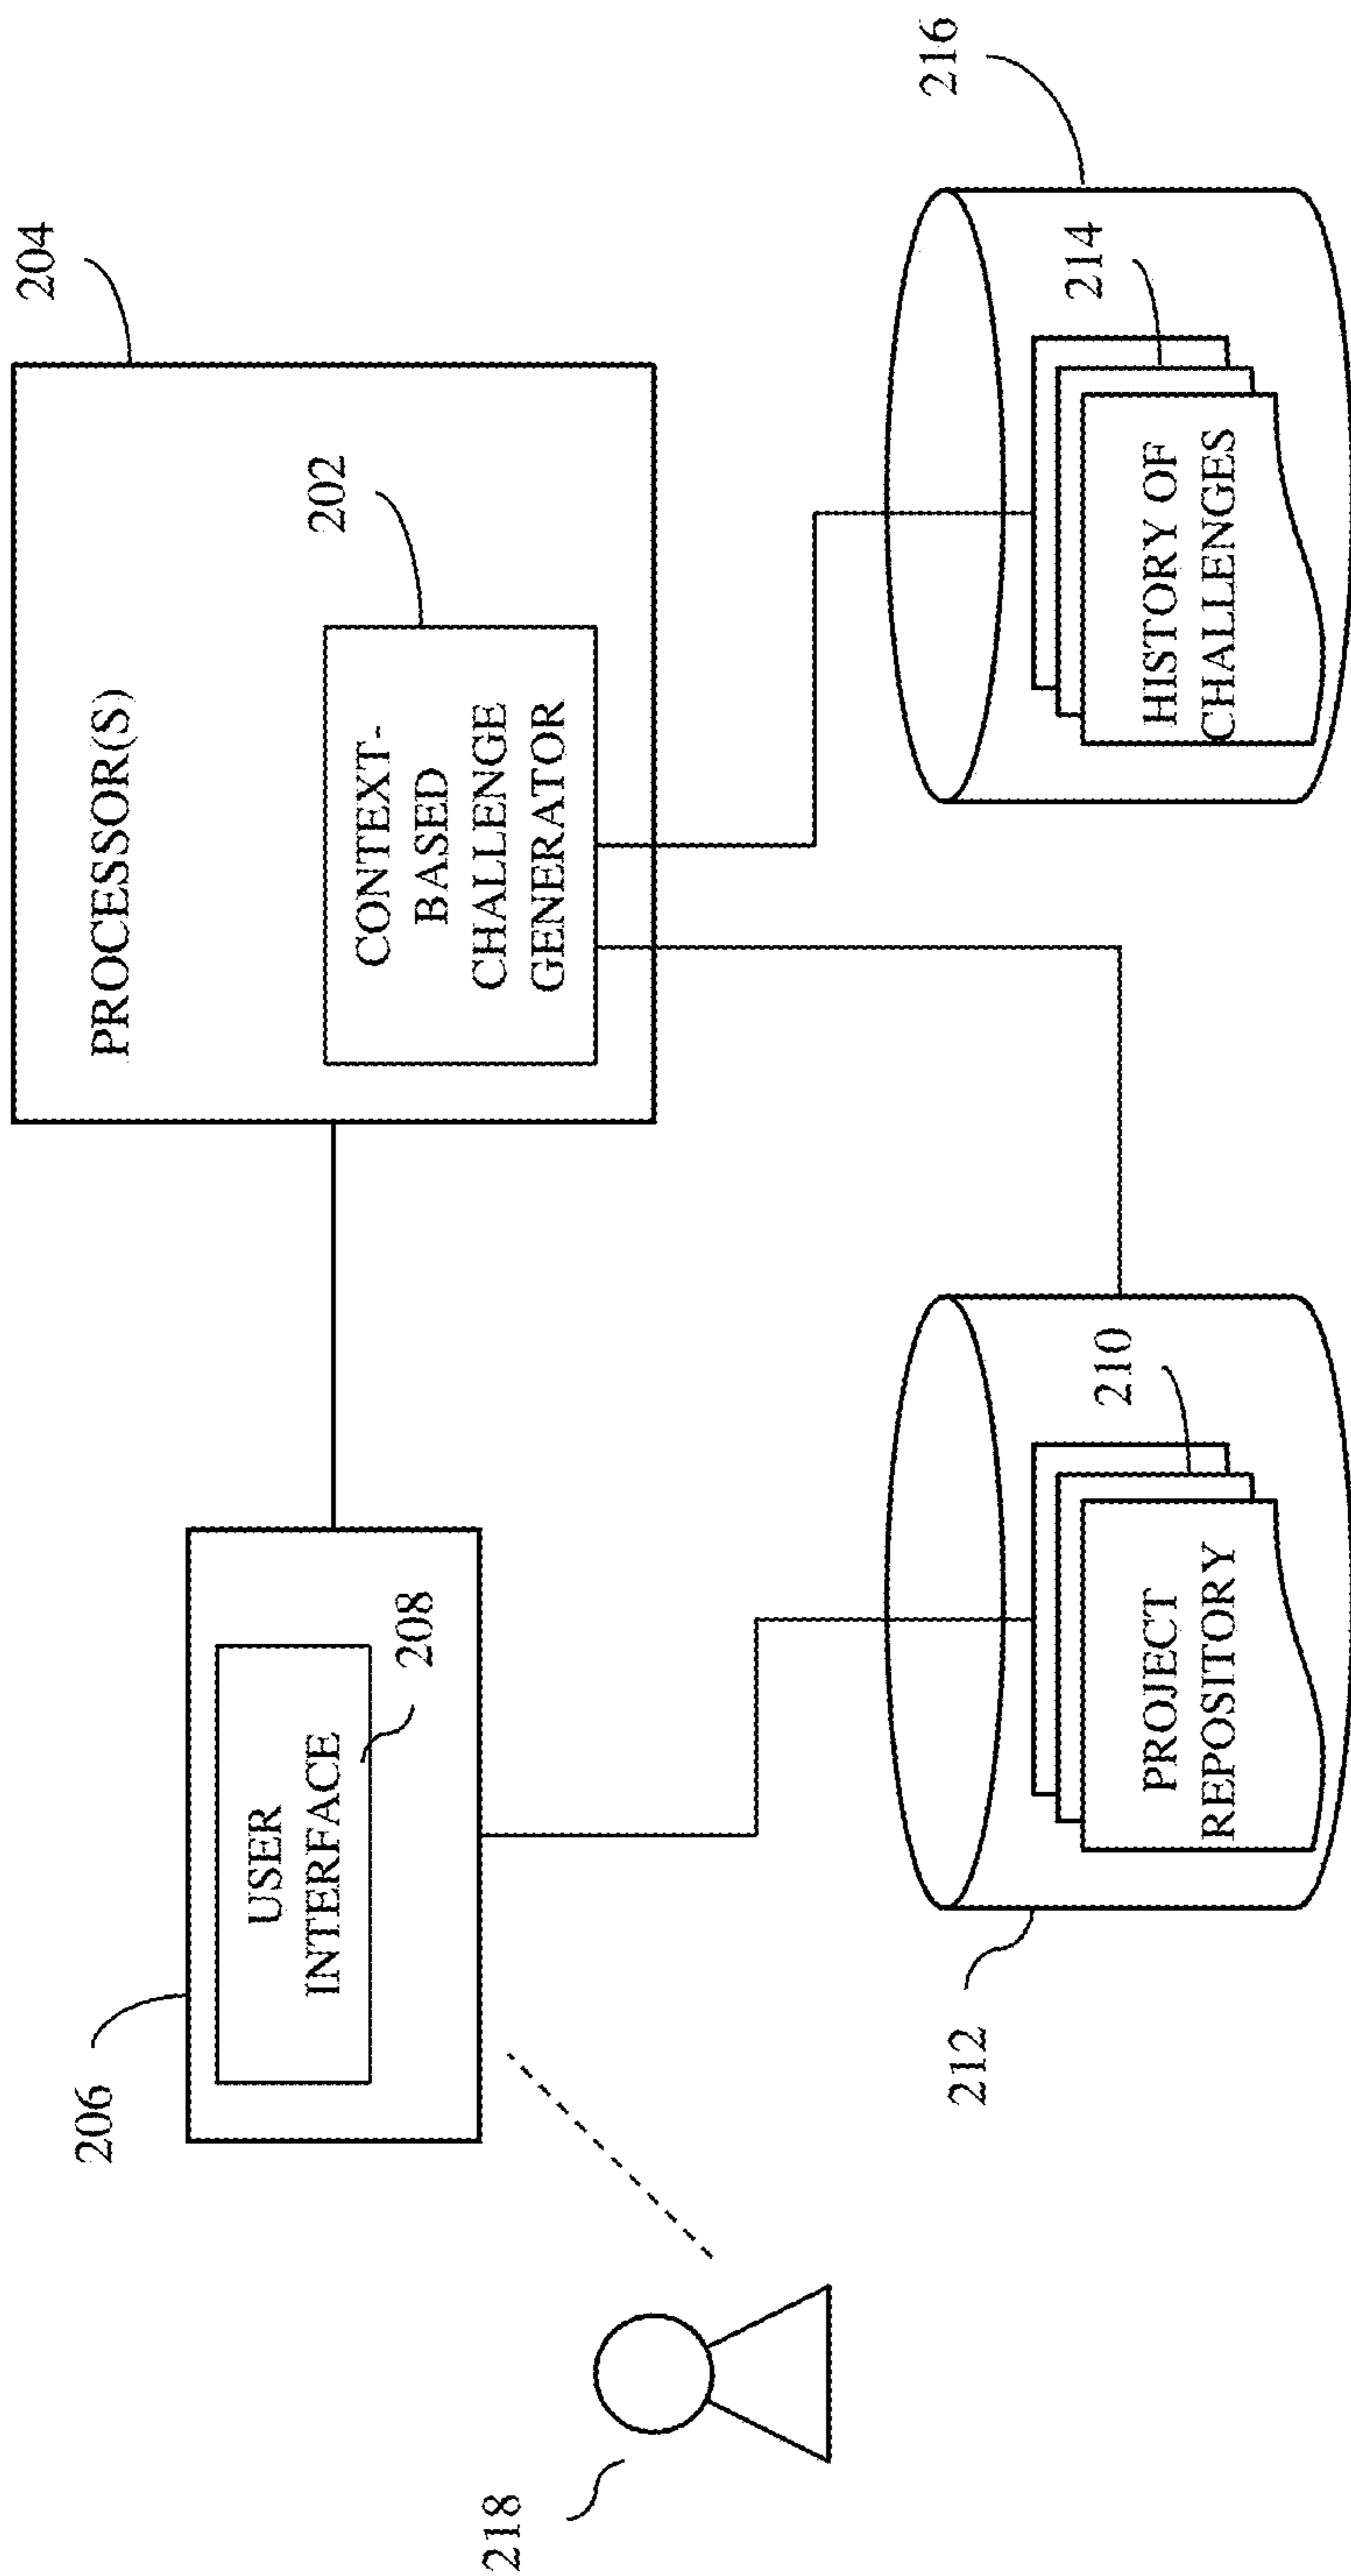 204
PROCESSOR(S)
202
CONTEXT-
BASED
CHALLENGE
GENERATOR
206
USER
INTERFACE
208
216
214
HISTORY OF
CHALLENGES
210
PROJECT
REPOSITORY
212
218